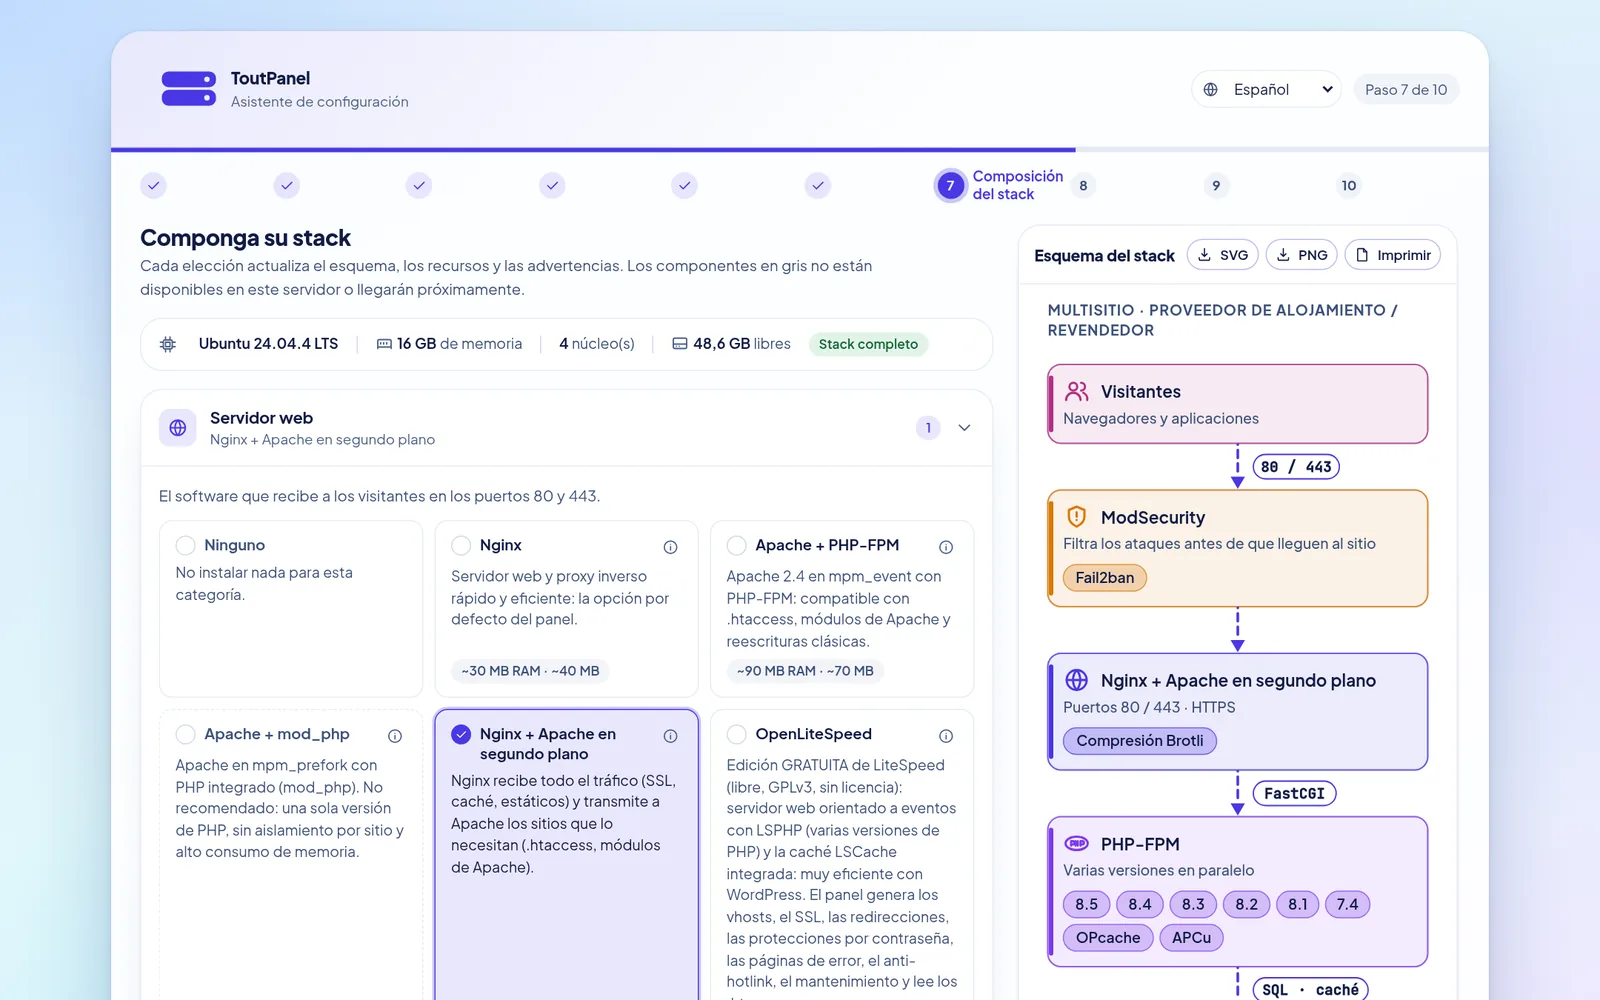 ToutPanel
Asistente de configuración
Español
Paso 7 de 10
7
Composición
del stack
8
9
10
Componga su stack
Cada elección actualiza el esquema, los recursos y las advertencias. Los componentes en gris no están
disponibles en este servidor o llegarán próximamente.
Ubuntu 24.04.4 LTS
16 GB de memoria
4 núcleo(s)
48,6 GB libres
Stack completo
Servidor web
Nginx + Apache en segundo plano
1
El software que recibe a los visitantes en los puertos 80 y 443.
Ninguno
No instalar nada para esta
categoría.
Nginx
Servidor web y proxy inverso
rápido y eficiente: la opción por
defecto del panel.
~30 MB RAM · ~40 MB
Apache + PHP-FPM
Apache 2.4 en mpm_event con
PHP-FPM: compatible con
.htaccess, módulos de Apache y
reescrituras clásicas.
~90 MB RAM · ~70 MB
Apache + mod_php
Apache en mpm_prefork con
PHP integrado (mod_php). No
recomendado: una sola versión
de PHP, sin aislamiento por sitio y
alto consumo de memoria.
Nginx + Apache en
segundo plano
Nginx recibe todo el tráfico (SSL,
caché, estáticos) y transmite a
Apache los sitios que lo
necesitan (.htaccess, módulos
de Apache).
OpenLiteSpeed
Edición GRATUITA de LiteSpeed
(libre, GPLv3, sin licencia):
servidor web orientado a eventos
con LSPHP (varias versiones de
PHP) y la caché LSCache
integrada: muy eficiente con
WordPress. El panel genera los
vhosts, el SSL, las redirecciones,
las protecciones por contraseña,
las páginas de error, el anti-
hotlink, el mantenimiento y lee los
Esquema del stack
SVG
PNG
Imprimir
MULTISITIO · PROVEEDOR DE ALOJAMIENTO /
REVENDEDOR
Visitantes
Navegadores y aplicaciones
80 / 443
ModSecurity
Filtra los ataques antes de que lleguen al sitio
Fail2ban
Nginx + Apache en segundo plano
Puertos 80 / 443 · HTTPS
Compresión Brotli
FastCGI
PHP
PHP-FPM
Varias versiones en paralelo
8.5 8.4 8.3 8.2 8.1 7.4
OPcache APCu
SQL · caché